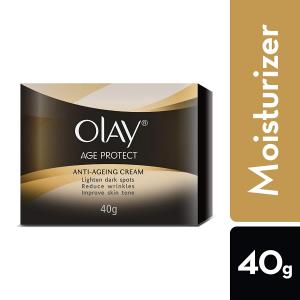 OLAY®
AGE PROTECT
ANTI-AGEING CREAM
Lighten dark spots
Reduce wrinkles
Improve skin tone
40g
Moisturizer
40g